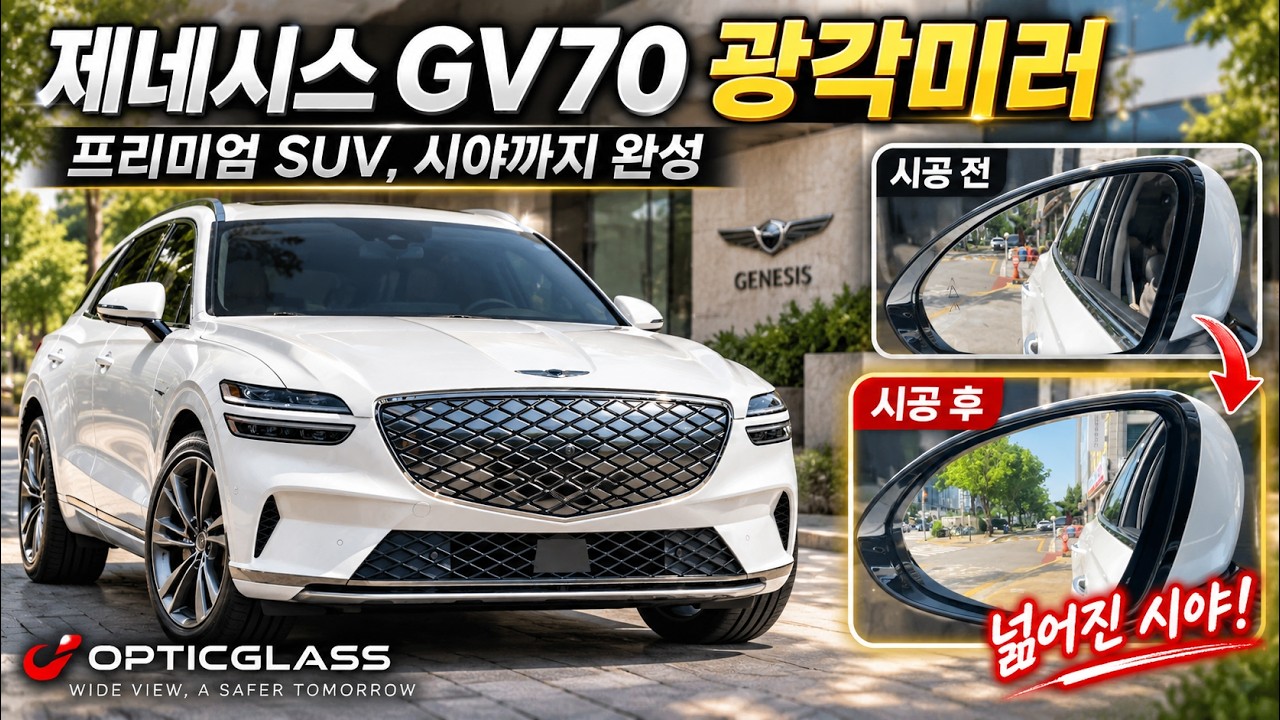 제네시스 GV70 광각미러
프리미엄 SUV, 시야까지 완성
시공 전
GENESIS
시공 후
넓어진 시야!
OPTICGLASS
WIDE VIEW, A SAFER TOMORROW